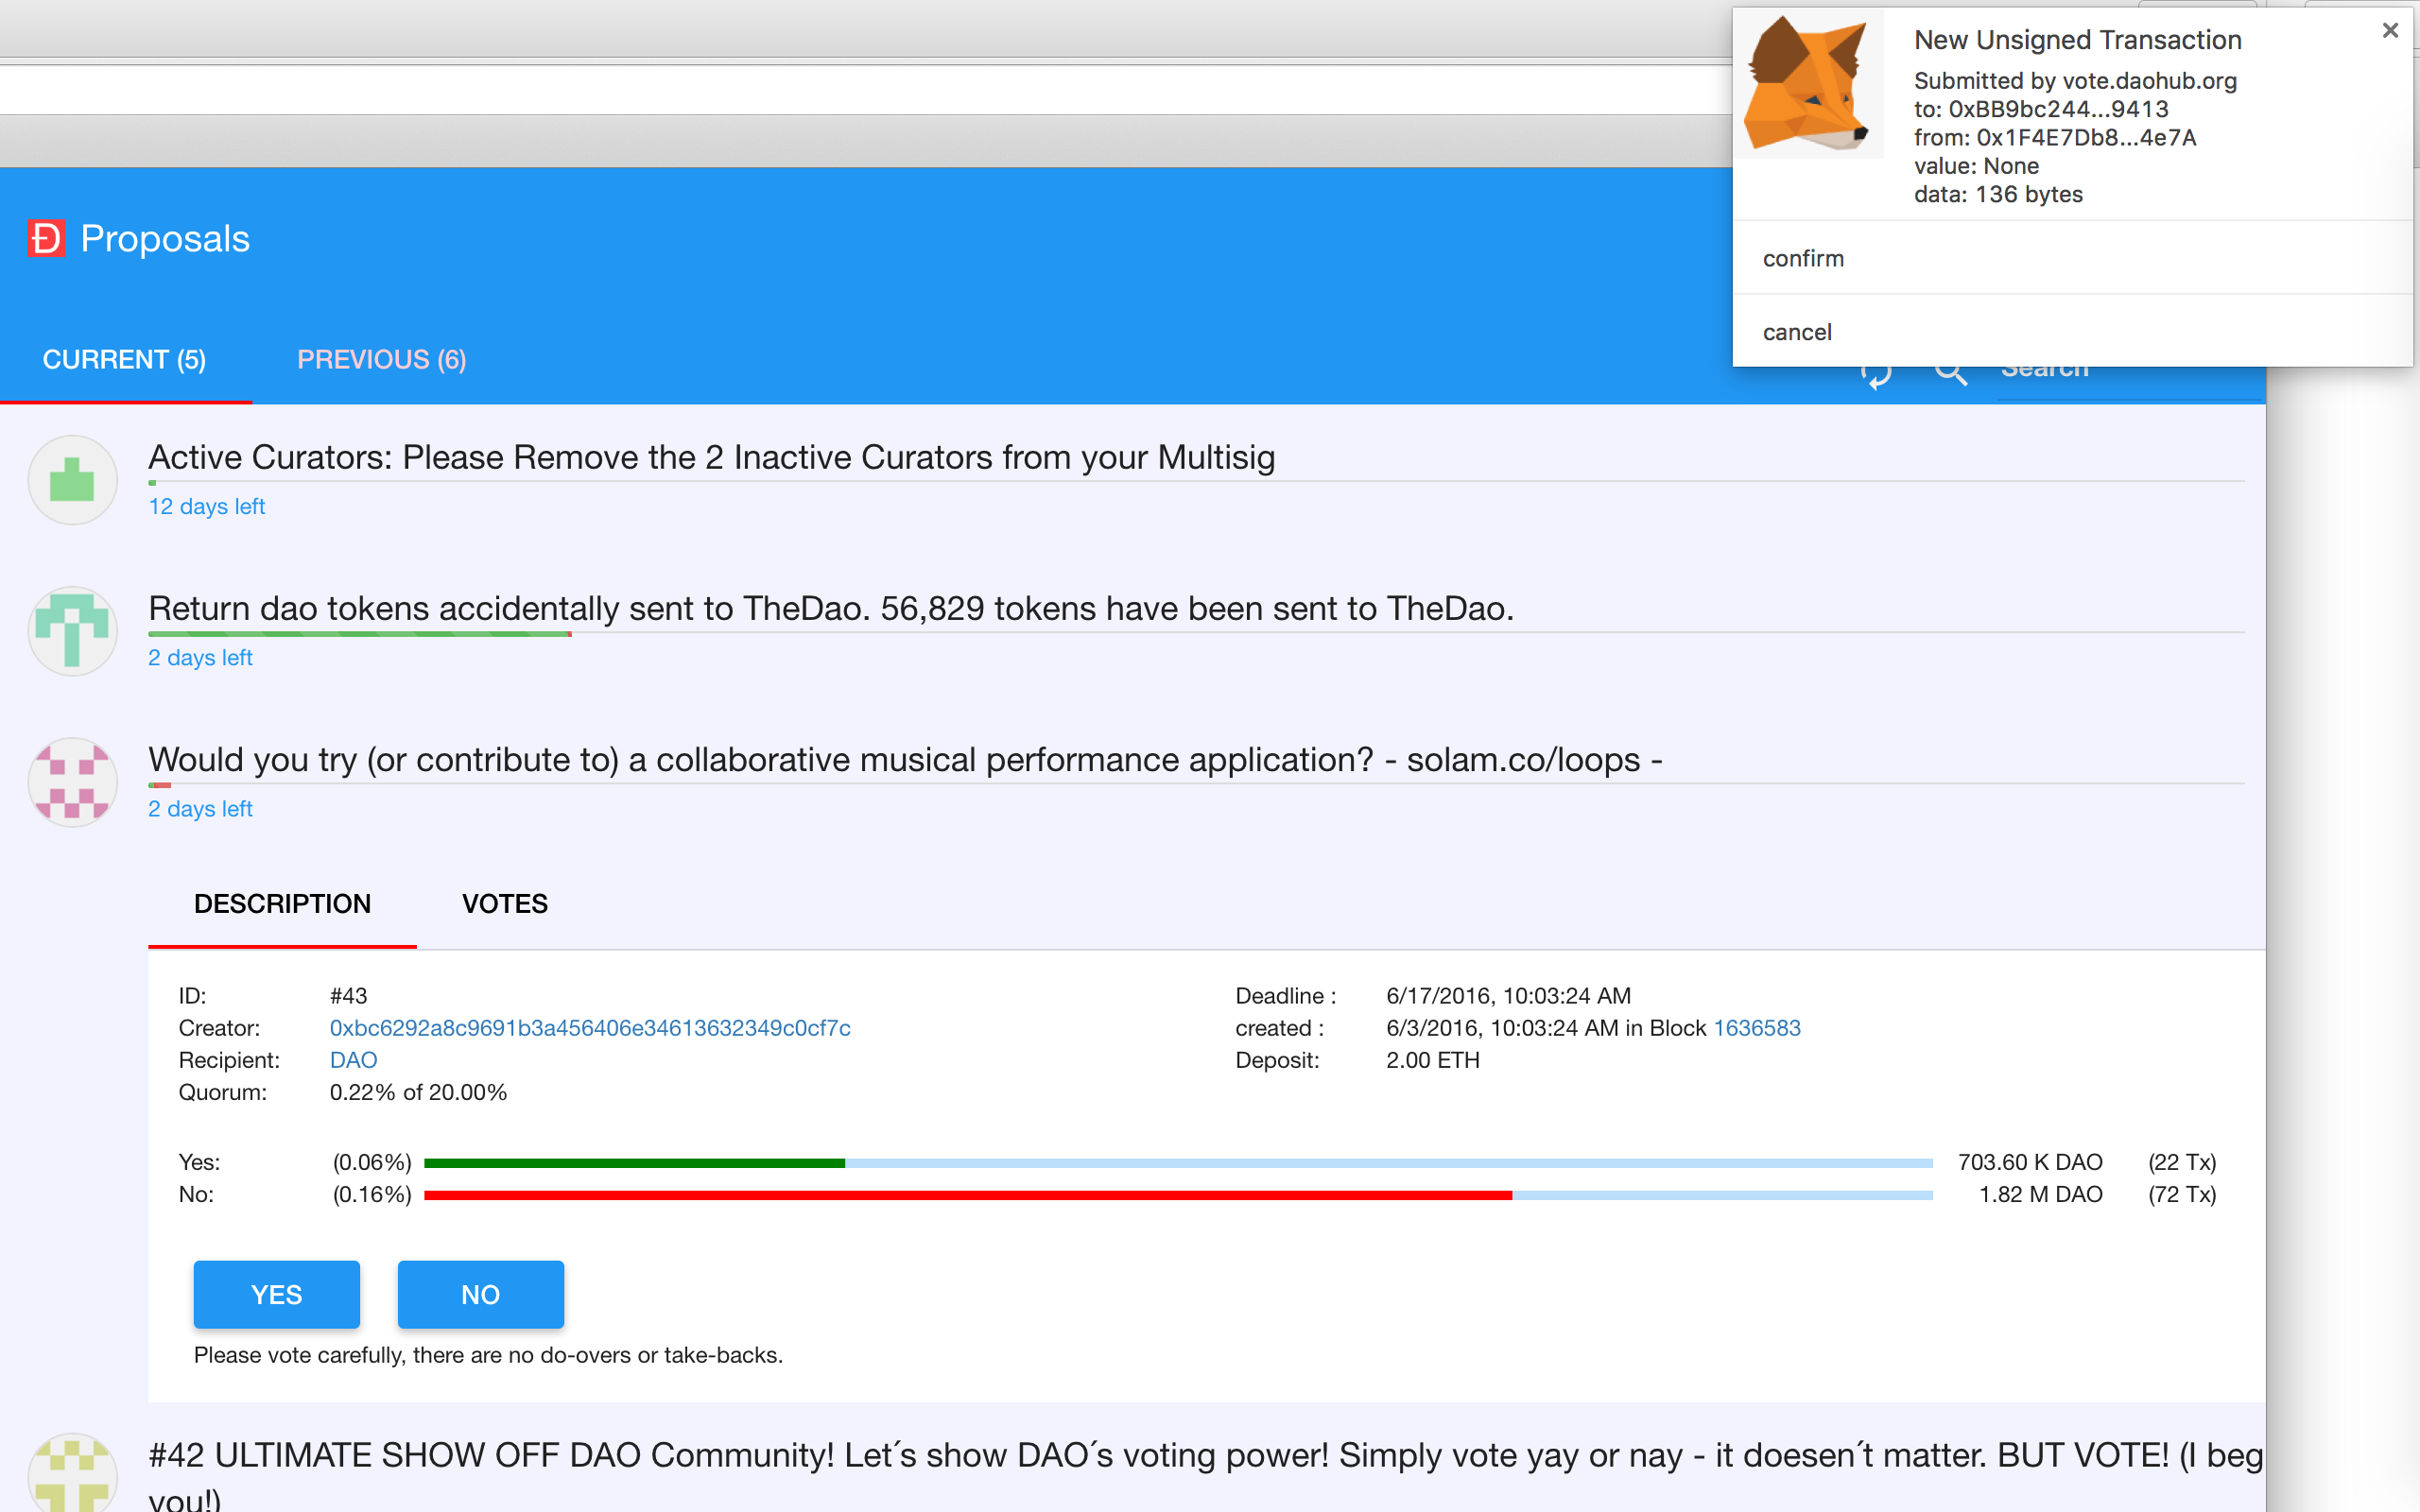 New Unsigned Transaction
Submitted by vote.daohub.org
to: 0xBB9bc244...9413
from: 0x1F4E7Db8...4e7A
value: None
data: 136 bytes
confirm
cancel
Ð Proposals
CURRENT (5) PREVIOUS (6) Search
Active Curators: Please Remove the 2 Inactive Curators from your Multisig
12 days left
Return dao tokens accidentally sent to TheDao. 56,829 tokens have been sent to TheDao.
2 days left
Would you try (or contribute to) a collaborative musical performance application? - solam.co/loops -
2 days left
DESCRIPTION VOTES
ID: #43 Deadline : 6/17/2016, 10:03:24 AM
Creator: 0xbc6292a8c9691b3a456406e34613632349c0cf7c created : 6/3/2016, 10:03:24 AM in Block 1636583
Recipient: DAO Deposit: 2.00 ETH
Quorum: 0.22% of 20.00%
Yes: (0.06%) 703.60 K DAO (22 Tx)
No: (0.16%) 1.82 M DAO (72 Tx)
YES NO
Please vote carefully, there are no do-overs or take-backs.
#42 ULTIMATE SHOW OFF DAO Community! Let´s show DAO´s voting power! Simply vote yay or nay - it doesen´t matter. BUT VOTE! (I beg
you!)